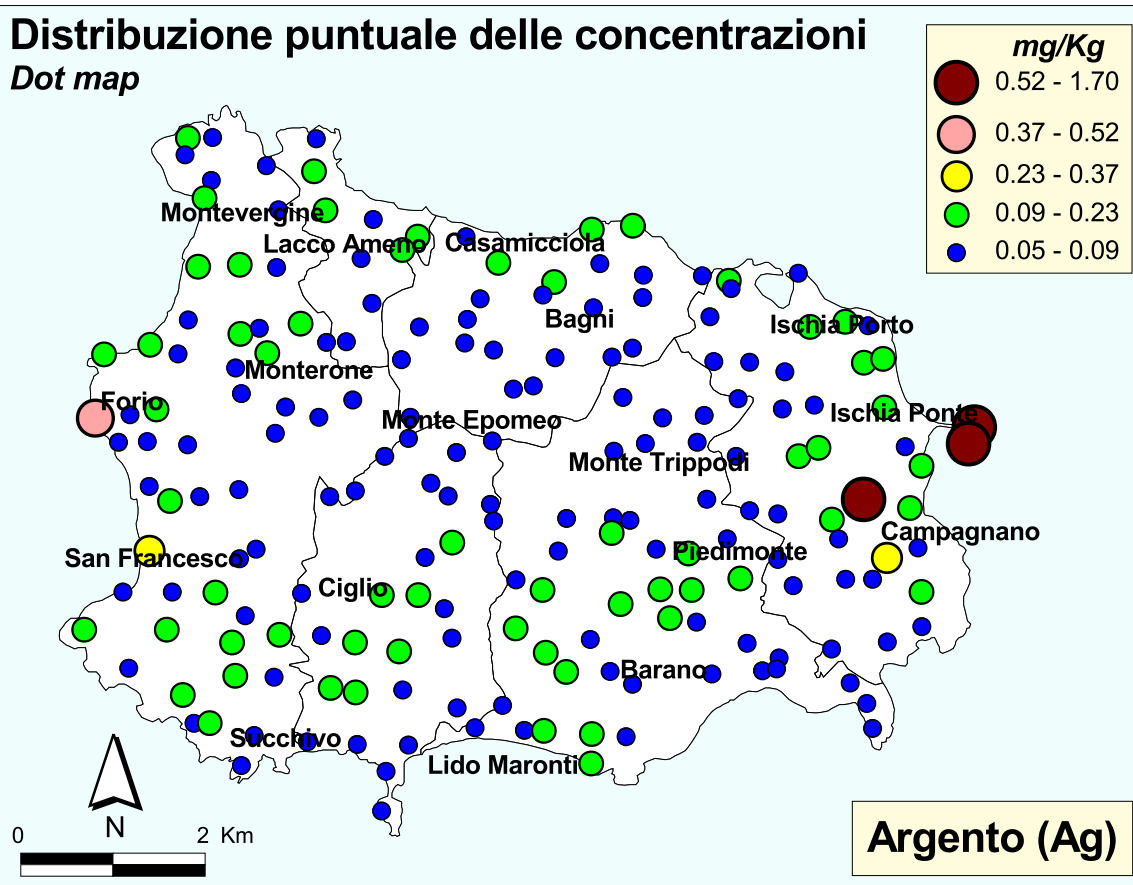 Distribuzione puntuale delle concentrazioni
Dot map
mg/Kg
0.52 - 1.70
0.37 - 0.52
0.23 - 0.37
0.09 - 0.23
0.05 - 0.09
Montevergine
Lacco Ameno
Casamicciola
Bagni
Ischia Porto
Monterone
Forio
Monte Epomeo
Ischia Ponte
Monte Trippodi
Campagnano
San Francesco
Piedimonte
Ciglio
Barano
Succhivo
Lido Maronti
N
0 2 Km
Argento (Ag)